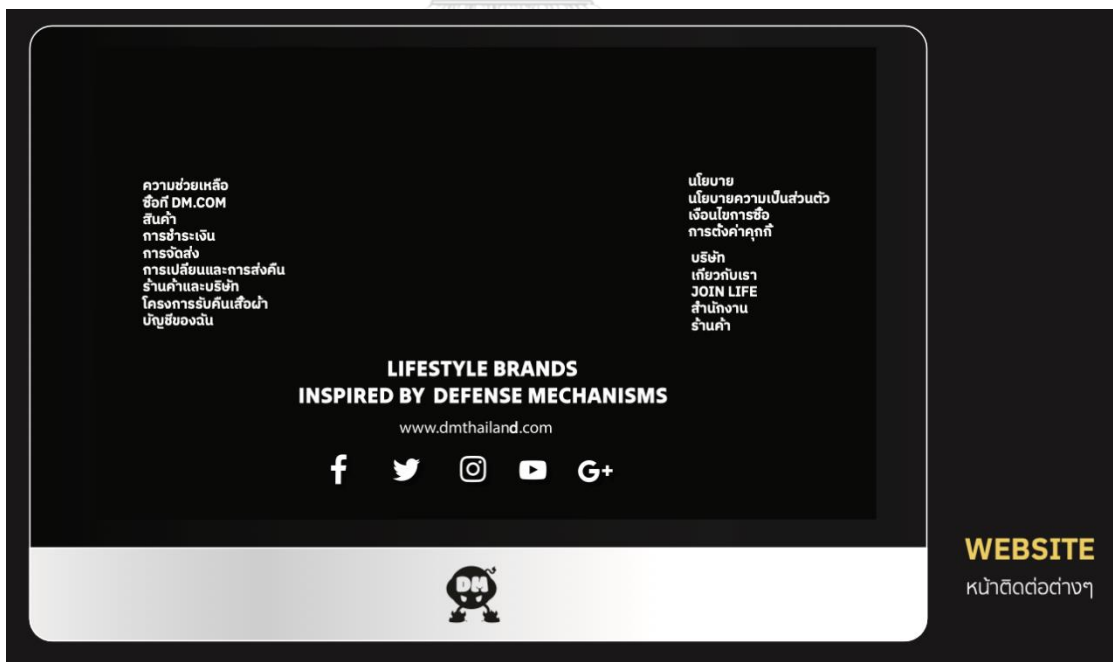 ความช่วยเหลือ
ซื้อที่ DM.COM
สินค้า
การชำระเงิน
การจัดส่ง
การเปลี่ยนและการส่งคืน
ร้านค้าและบริษัท
โครงการรับคืนเสื้อผ้า
บัญชีของฉัน
นโยบาย
นโยบายความเป็นส่วนตัว
เงื่อนไขการซื้อ
การตั้งค่าคุกกี้
บริษัท
เกี่ยวกับเรา
JOIN LIFE
สำนักงาน
ร้านค้า
LIFESTYLE BRANDS
INSPIRED BY DEFENSE MECHANISMS
www.dmthailand.com
G+
DM
WEBSITE
หน้าติดต่อต่างๆ